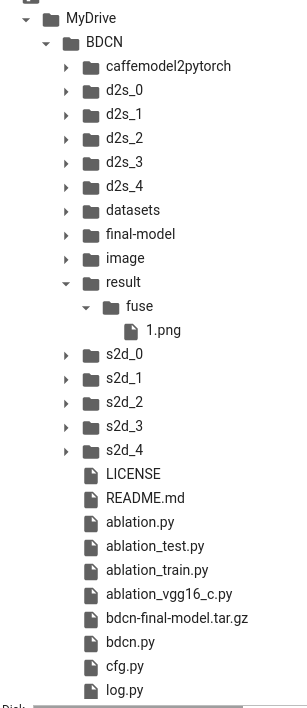 MyDrive
BDCN
caffemodel2pytorch
d2s_0
d2s_1
d2s_2
d2s_3
d2s_4
datasets
final-model
image
result
fuse
1.png
s2d_0
s2d_1
s2d_2
s2d_3
s2d_4
LICENSE
README.md
ablation.py
ablation_test.py
ablation_train.py
ablation_vgg16_c.py
bdcn-final-model.tar.gz
bdcn.py
cfg.py
log.py
Disk